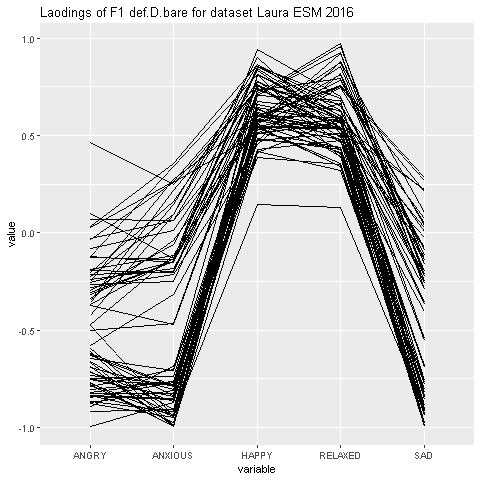 Laodings of F1 def.D.bare for dataset Laura ESM 2016
1.0
0.5
0.0
-0.5
-1.0
value
ANGRY ANXIOUS HAPPY RELAXED SAD
variable